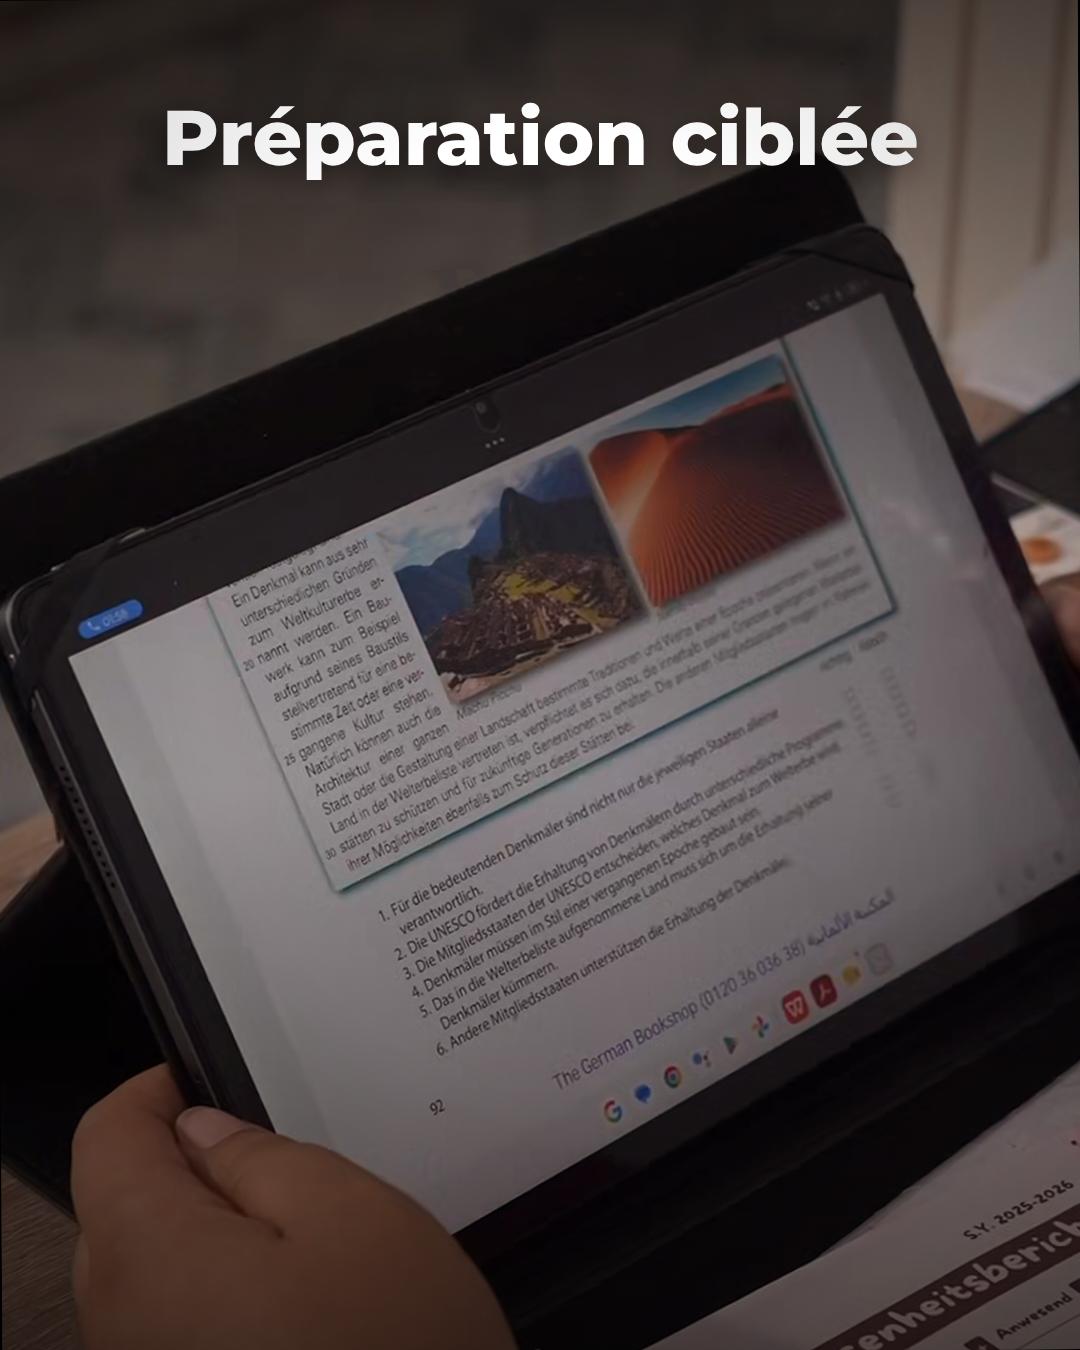 Préparation ciblée
01:58
Ein Denkmal kann aus sehr
unterschiedlichen Gründen
zum Weltkulturerbe er-
20 nannt werden. Ein Bau-
werk kann zum Beispiel
aufgrund seines Baustils
stellvertretend für eine be-
stimmte Zeit oder eine ver-
25 gangene Kultur stehen.
Natürlich können auch die
Architektur einer ganzen
Machu Picchu
Stadt oder die Gestaltung einer Landschaft bestimmte Traditionen und Werte einer Epoche
Land in der Welterbeliste vertreten ist, verpflichtet es sich dazu, die innerhalb seiner Grenzen
30 stätten zu schützen und für zukünftige Generationen zu erhalten. Die anderen Mitgliedsstaaten
ihrer Möglichkeiten ebenfalls zum Schutz dieser Stätten bei.
1. Für die bedeutenden Denkmäler sind nicht nur die jeweiligen Staaten alleine
verantwortlich.
2. Die UNESCO fördert die Erhaltung von Denkmälern durch unterschiedliche Programme
3. Die Mitgliedsstaaten der UNESCO entscheiden, welches Denkmal zum Welterbe wird.
4. Denkmäler müssen im Stil einer vergangenen Epoche gebaut sein.
5. Das in die Welterbeliste aufgenommene Land muss sich um die Erhaltung seiner
Denkmäler kümmern.
6. Andere Mitgliedsstaaten unterstützen die Erhaltung der Denkmäler.
The German Bookshop (0120 36 036 38) المكتبة الألمانية
92
S.Y. 2025-2026
Anwesend